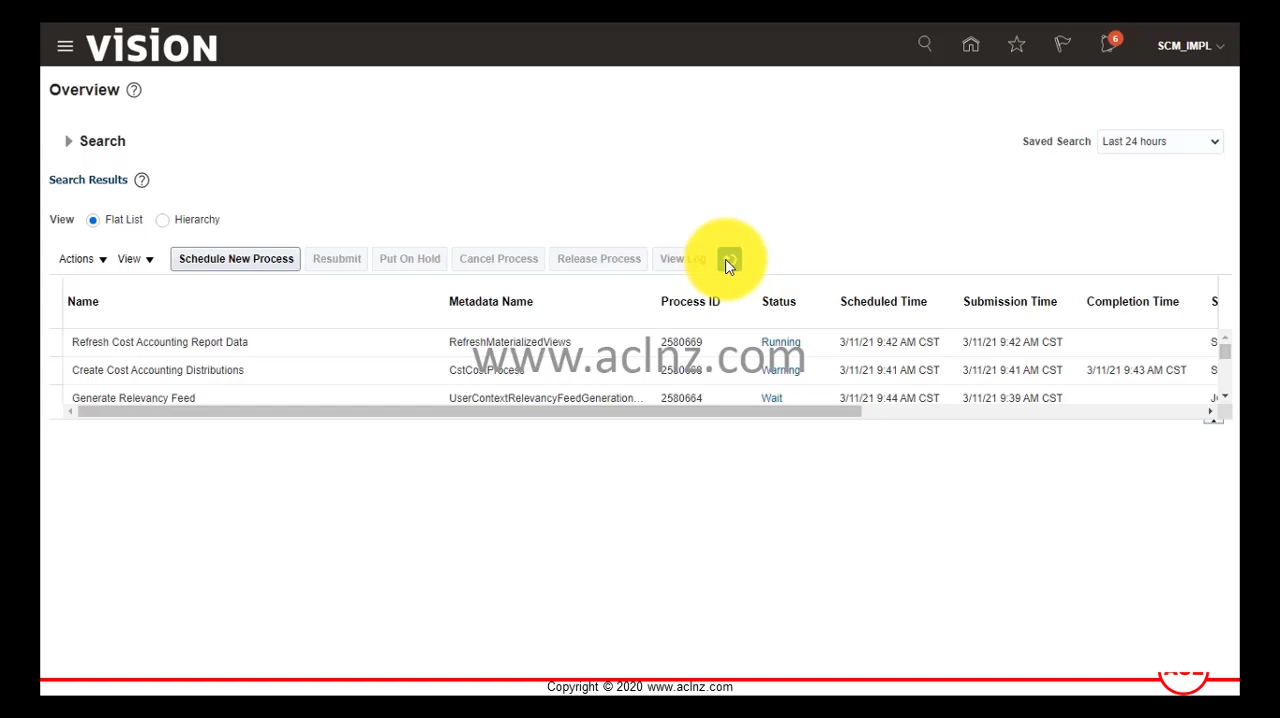 vision
6
SCM_IMPL
Overview
Search
Saved Search Last 24 hours
Search Results
View Flat List Hierarchy
Actions View Schedule New Process Resubmit Put On Hold Cancel Process Release Process View Log
Name Metadata Name Process ID Status Scheduled Time Submission Time Completion Time S
Refresh Cost Accounting Report Data RefreshMaterializedViews 2580669 Running 3/11/21 9:42 AM CST 3/11/21 9:42 AM CST S
www.aclnz.com
Create Cost Accounting Distributions CstCostProcess 2580668 Warning 3/11/21 9:41 AM CST 3/11/21 9:41 AM CST 3/11/21 9:43 AM CST S
Generate Relevancy Feed UserContextRelevancyFeedGeneration... 2580664 Wait 3/11/21 9:44 AM CST 3/11/21 9:39 AM CST
ACL
Copyright © 2020 www.aclnz.com